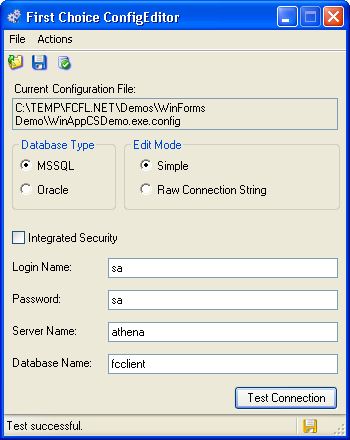 First Choice ConfigEditor
File Actions
Current Configuration File:
C:\TEMP\FCFL.NET\Demos\WinForms
Demo\WinAppCSDemo.exe.config
Database Type Edit Mode
MSSQL Simple
Oracle Raw Connection String
Integrated Security
Login Name: sa
Password: sa
Server Name: athena
Database Name: fcclient
Test Connection
Test successful.